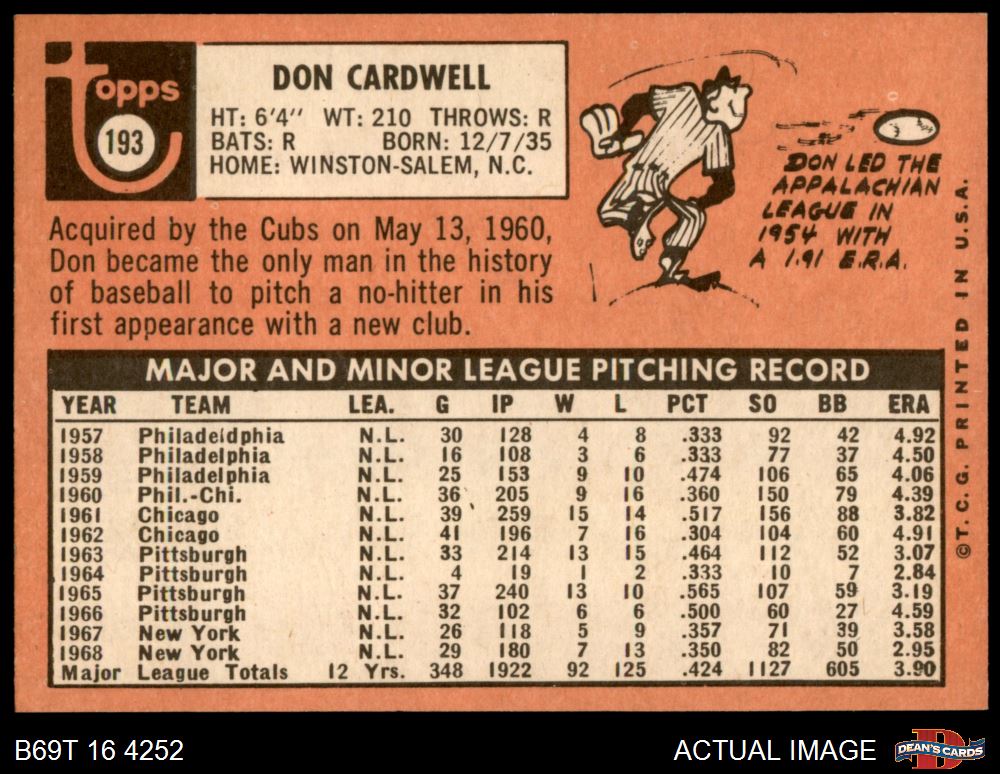 Topps
193
DON CARDWELL
HT: 6'4" WT: 210 THROWS: R
BATS: R BORN: 12/7/35
HOME: WINSTON-SALEM, N.C.
DON LED THE
APPALACHIAN
LEAGUE IN
1954 WITH
A 1.91 E.R.A.
Acquired by the Cubs on May 13, 1960,
Don became the only man in the history
of baseball to pitch a no-hitter in his
first appearance with a new club.
MAJOR AND MINOR LEAGUE PITCHING RECORD
YEAR TEAM LEA. G IP W L PCT SO BB ERA
1957 Philadeldphia N.L. 30 128 4 8 .333 92 42 4.92
1958 Philadelphia N.L. 16 108 3 6 .333 77 37 4.50
1959 Philadelphia N.L. 25 153 9 10 .474 106 65 4.06
1960 Phil.-Chi. N.L. 36 205 9 16 .360 150 79 4.39
1961 Chicago N.L. 39 259 15 14 .517 156 88 3.82
1962 Chicago N.L. 41 196 7 16 .304 104 60 4.91
1963 Pittsburgh N.L. 33 214 13 15 .464 112 52 3.07
1964 Pittsburgh N.L. 4 19 1 2 .333 10 7 2.84
1965 Pittsburgh N.L. 37 240 13 10 .565 107 59 3.19
1966 Pittsburgh N.L. 32 102 6 6 .500 60 27 4.59
1967 New York N.L. 26 118 5 9 .357 71 39 3.58
1968 New York N.L. 29 180 7 13 .350 82 50 2.95
Major League Totals 12 Yrs. 348 1922 92 125 .424 1127 605 3.90
©T.C.G. PRINTED IN U.S.A.
B69T 16 4252
ACTUAL IMAGE
D
DEAN'S CARDS